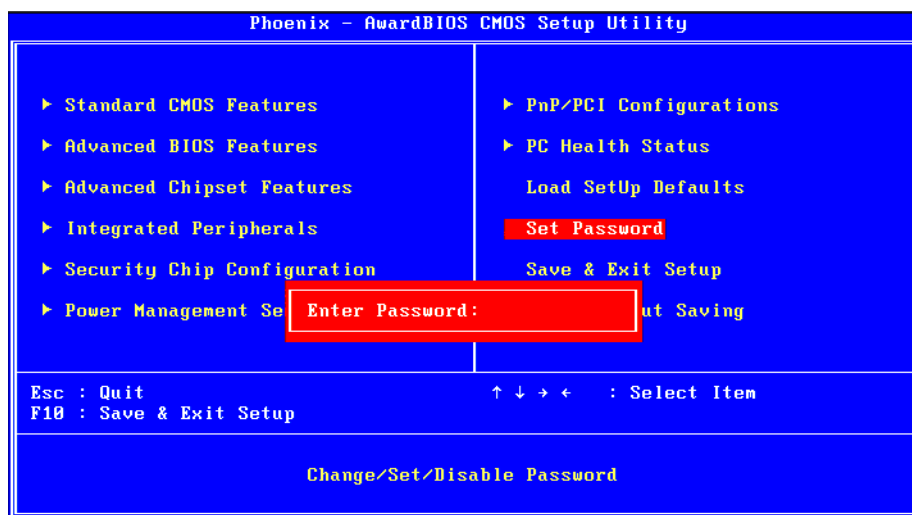 Phoenix - AwardBIOS CMOS Setup Utility
► Standard CMOS Features
► Advanced BIOS Features
► Advanced Chipset Features
► Integrated Peripherals
► Security Chip Configuration
► Power Management Se
► PnP/PCI Configurations
► PC Health Status
Load SetUp Defaults
Set Password
Save & Exit Setup
ut Saving
Enter Password:
Esc : Quit
F10 : Save & Exit Setup
↑ ↓ → ← : Select Item
Change/Set/Disable Password